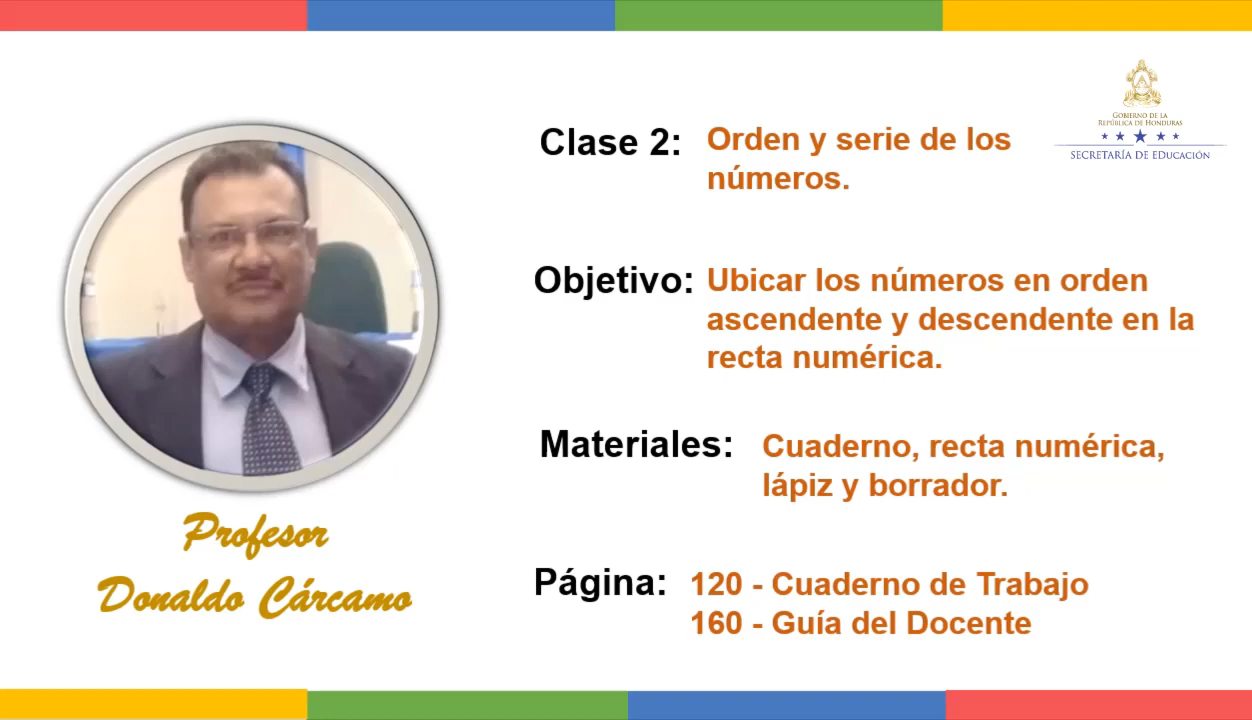 GOBIERNO DE LA
REPÚBLICA DE HONDURAS
SECRETARÍA DE EDUCACIÓN
Clase 2: Orden y serie de los
números.
Objetivo: Ubicar los números en orden
ascendente y descendente en la
recta numérica.
Materiales: Cuaderno, recta numérica,
lápiz y borrador.
Página: 120 - Cuaderno de Trabajo
160 - Guía del Docente
Profesor
Donaldo Cárcamo